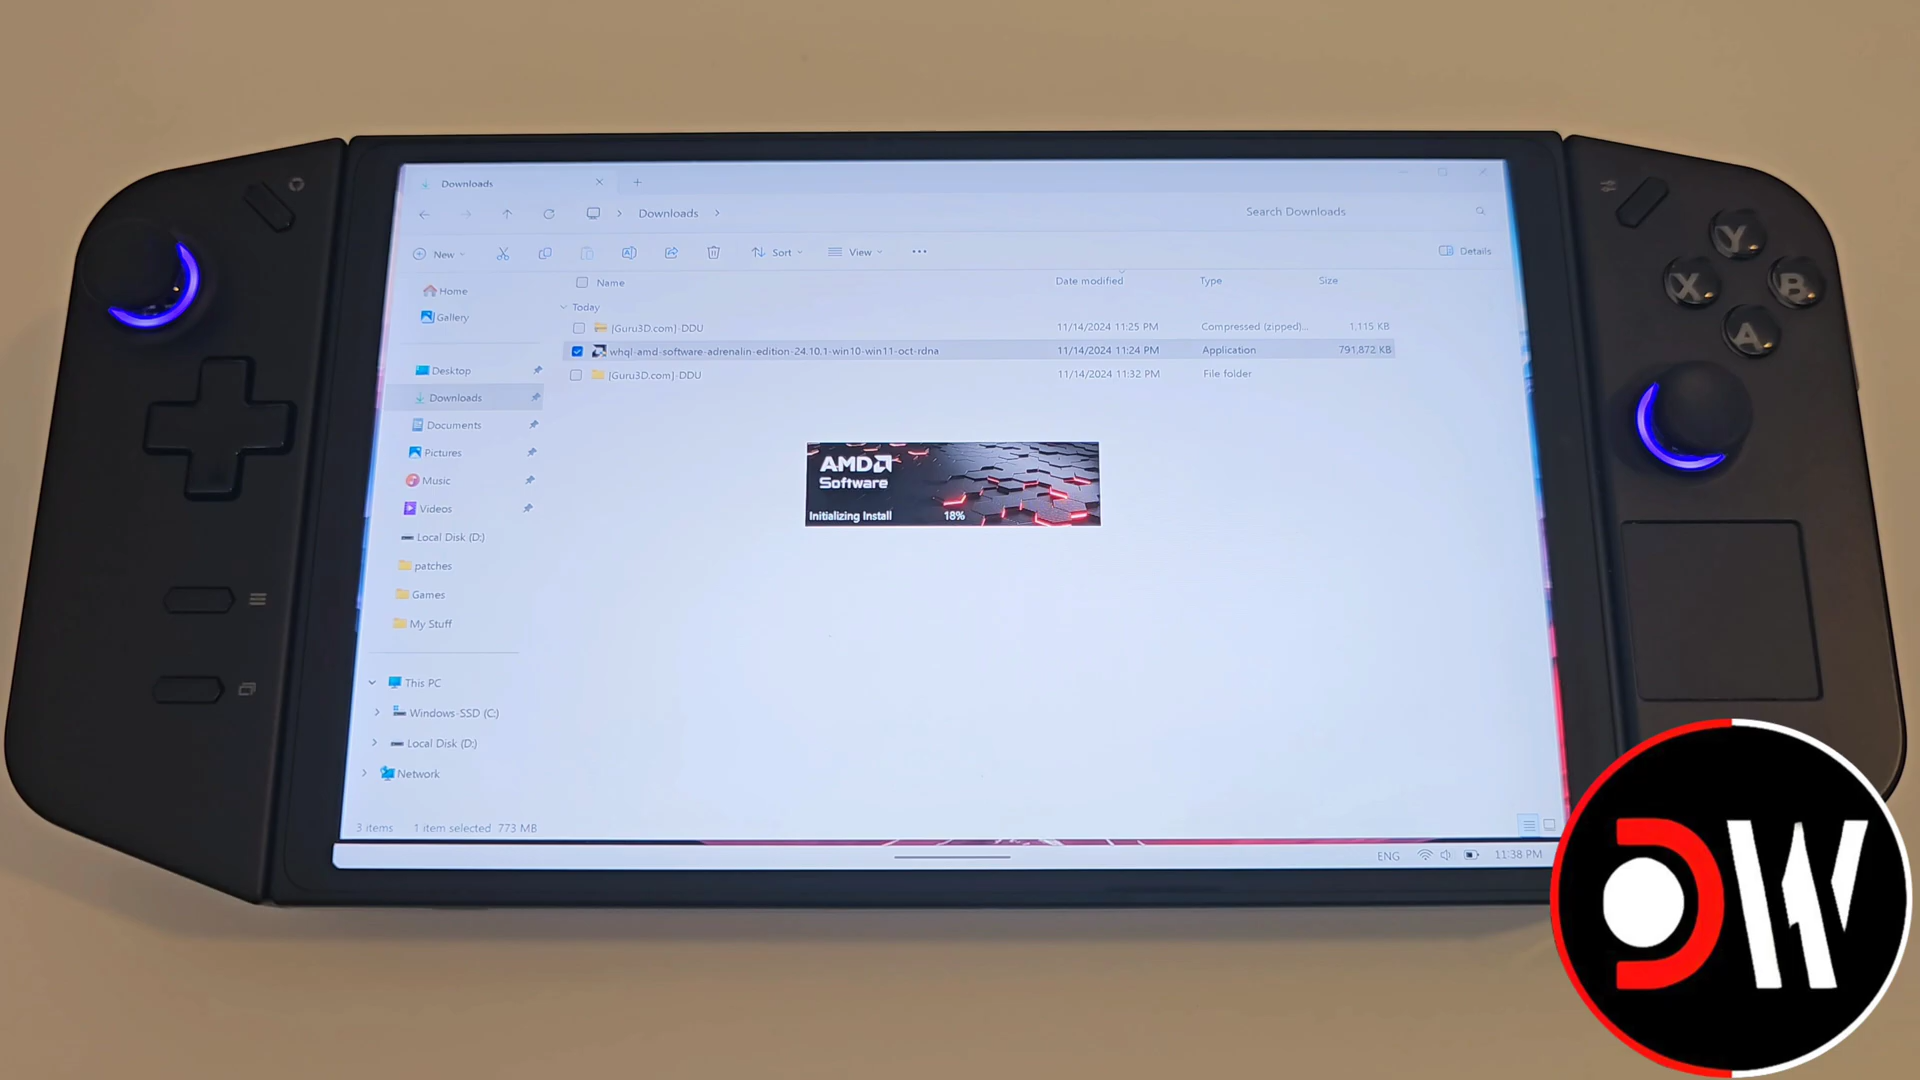 Downloads
Downloads
Search Downloads
New
Sort
View
Details
Name Date modified Type Size
Today
[Guru3D.com]-DDU 11/14/2024 11:25 PM Compressed (zipped)... 1,115 KB
whql-amd-software-adrenalin-edition-24.10.1-win10-win11-oct-rdna 11/14/2024 11:24 PM Application 791,872 KB
[Guru3D.com]-DDU 11/14/2024 11:32 PM File folder
Home
Gallery
Desktop
Downloads
Documents
Pictures
Music
Videos
Local Disk (D:)
patches
Games
My Stuff
This PC
Windows-SSD (C:)
Local Disk (D:)
Network
AMD
Software
Initializing Install 18%
3 items 1 item selected 773 MB
ENG 11:38 PM
Y
X
B
A
DW